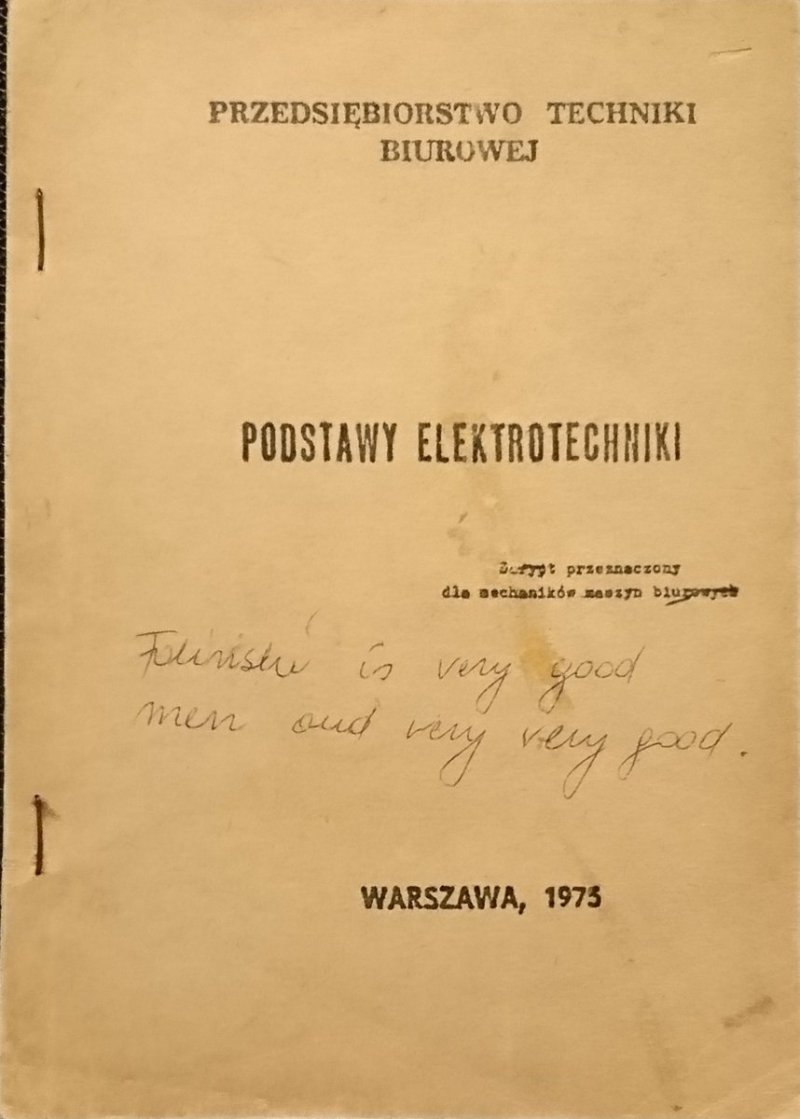 PRZEDSIĘBIORSTWO TECHNIKI
BIUROWEJ
PODSTAWY ELEKTROTECHNIKI
przeznaczony
dla mechaników maszyn biurowych
is very good
men and very very good.
WARSZAWA, 1975